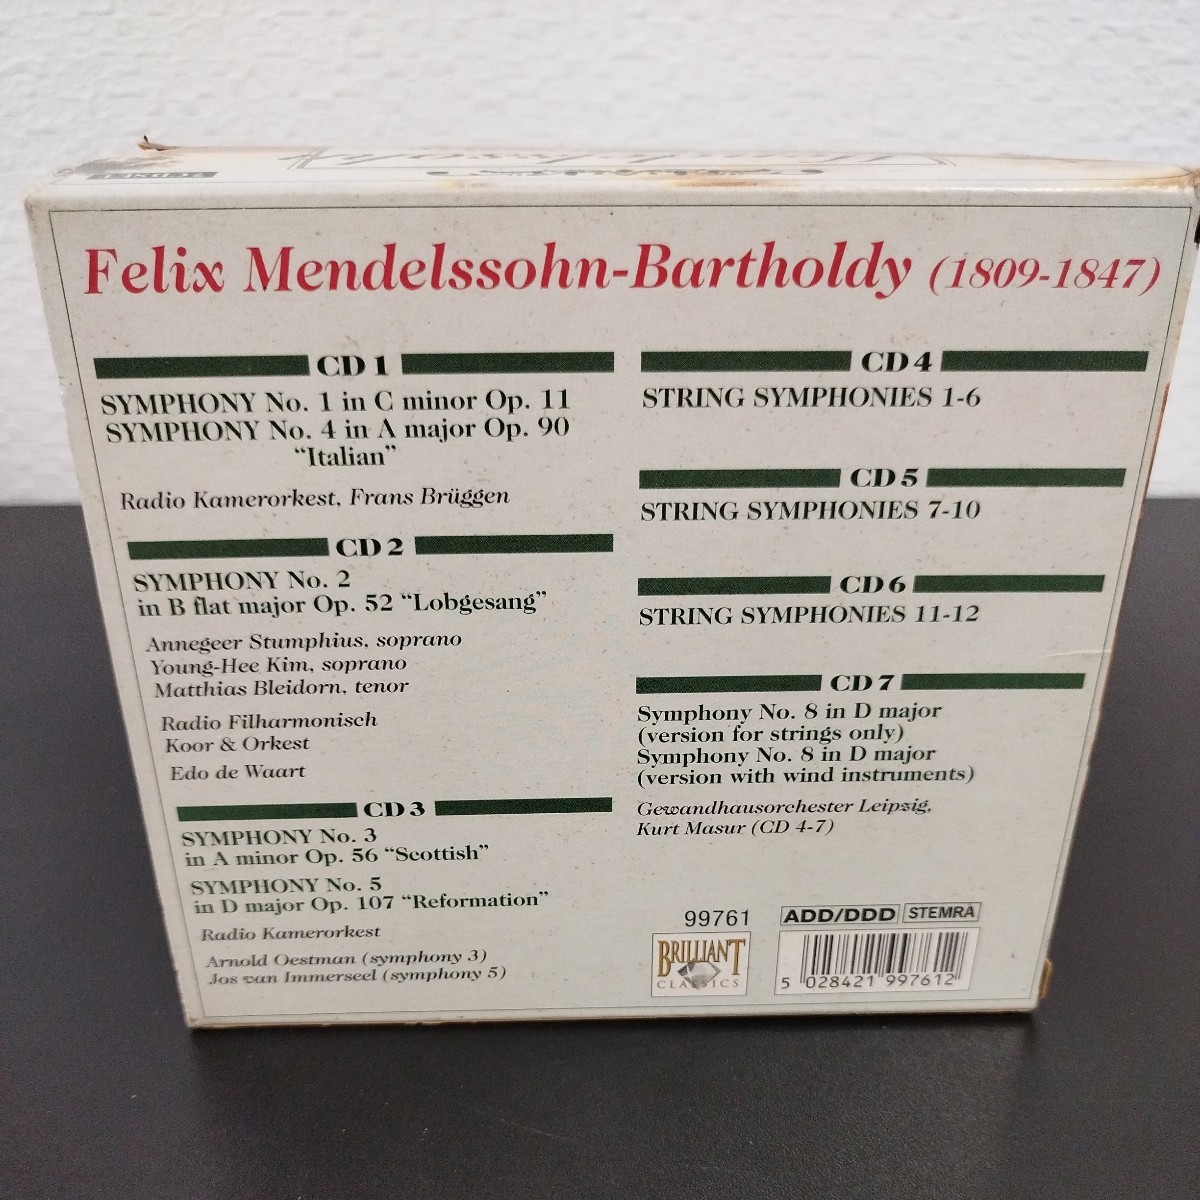 Felix Mendelssohn-Bartholdy (1809-1847)
CD 1
SYMPHONY No. 1 in C minor Op. 11
SYMPHONY No. 4 in A major Op. 90
“Italian”
Radio Kamerorkest, Frans Brüggen
CD 2
SYMPHONY No. 2
in B flat major Op. 52 “Lobgesang”
Annegeer Stumphius, soprano
Young-Hee Kim, soprano
Matthias Bleidorn, tenor
Radio Filharmonisch
Koor & Orkest
Edo de Waart
CD 3
SYMPHONY No. 3
in A minor Op. 56 “Scottish”
SYMPHONY No. 5
in D major Op. 107 “Reformation”
Radio Kamerorkest
Arnold Oestman (symphony 3)
Jos van Immerseel (symphony 5)
CD 4
STRING SYMPHONIES 1-6
CD 5
STRING SYMPHONIES 7-10
CD 6
STRING SYMPHONIES 11-12
CD 7
Symphony No. 8 in D major
(version for strings only)
Symphony No. 8 in D major
(version with wind instruments)
Gewandhausorchester Leipzig,
Kurt Masur (CD 4-7)
99761
ADD/DDD STEMRA
BRILLIANT
CLASSICS
5 028421 997612